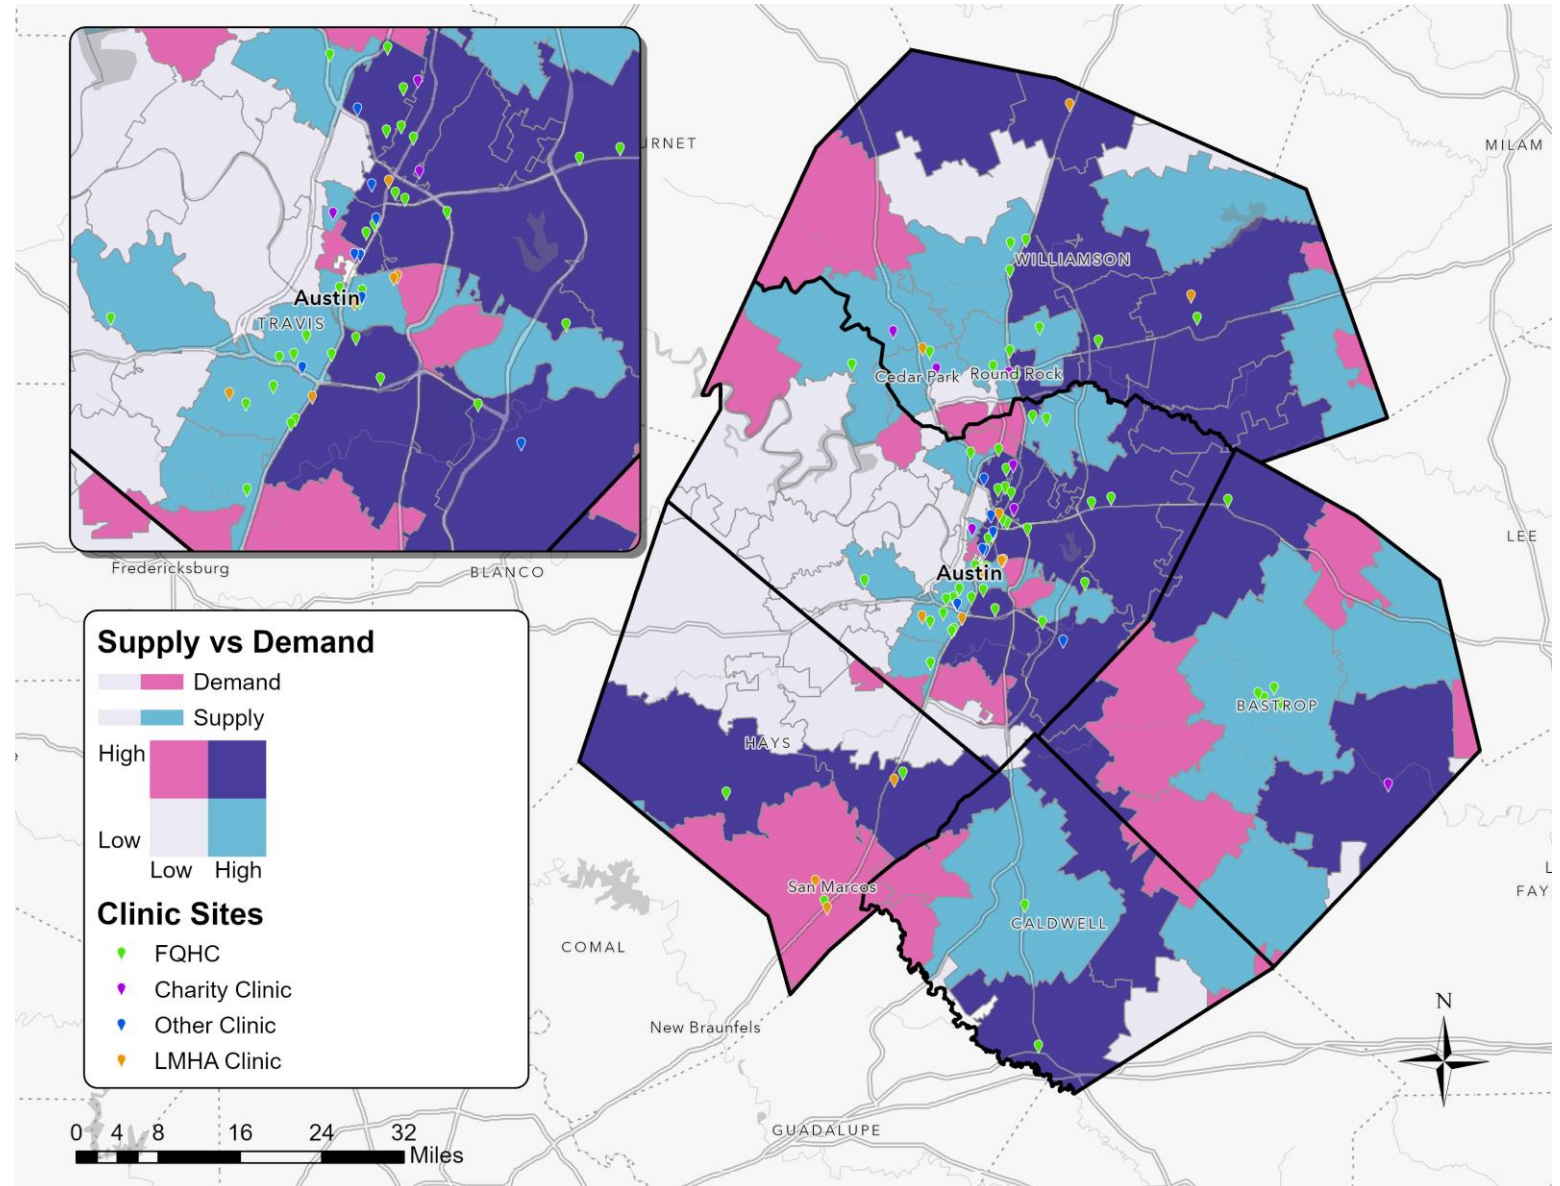 Austin
TRAVIS
URNET
MILAM
WILLIAMSON
Cedar Park
Round Rock
LEE
Fredericksburg
BLANCO
Austin
BASTROP
HAYS
Supply vs Demand
Demand
Supply
High
Low
Low High
Clinic Sites
FQHC
Charity Clinic
Other Clinic
LMHA Clinic
San Marcos
CALDWELL
COMAL
FAY
L
New Braunfels
N
GUADALUPE
0 4 8 16 24 32
Miles